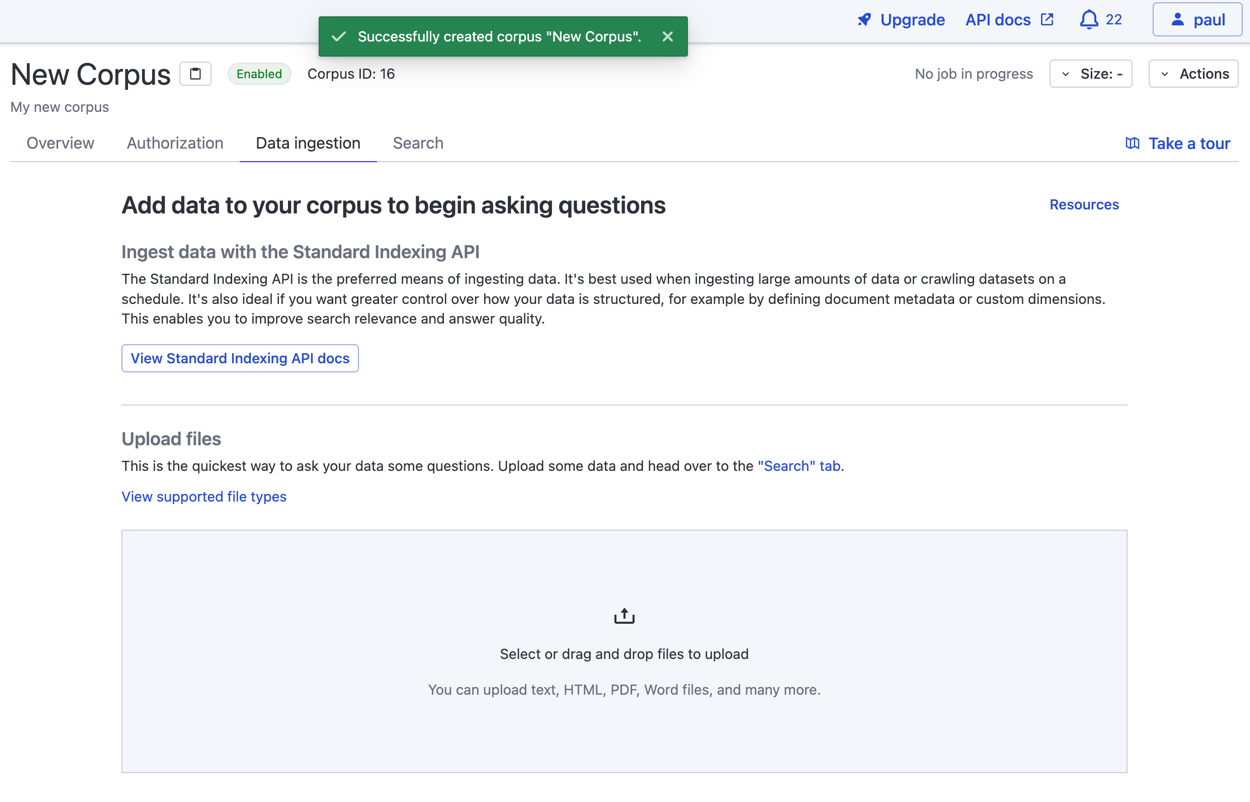 Upgrade API docs 22 paul
Successfully created corpus "New Corpus".
New Corpus Enabled Corpus ID: 16 No job in progress Size: - Actions
My new corpus
Overview Authorization Data ingestion Search Take a tour
Add data to your corpus to begin asking questions Resources
Ingest data with the Standard Indexing API
The Standard Indexing API is the preferred means of ingesting data. It's best used when ingesting large amounts of data or crawling datasets on a
schedule. It's also ideal if you want greater control over how your data is structured, for example by defining document metadata or custom dimensions.
This enables you to improve search relevance and answer quality.
View Standard Indexing API docs
Upload files
This is the quickest way to ask your data some questions. Upload some data and head over to the "Search" tab.
View supported file types
Select or drag and drop files to upload
You can upload text, HTML, PDF, Word files, and many more.